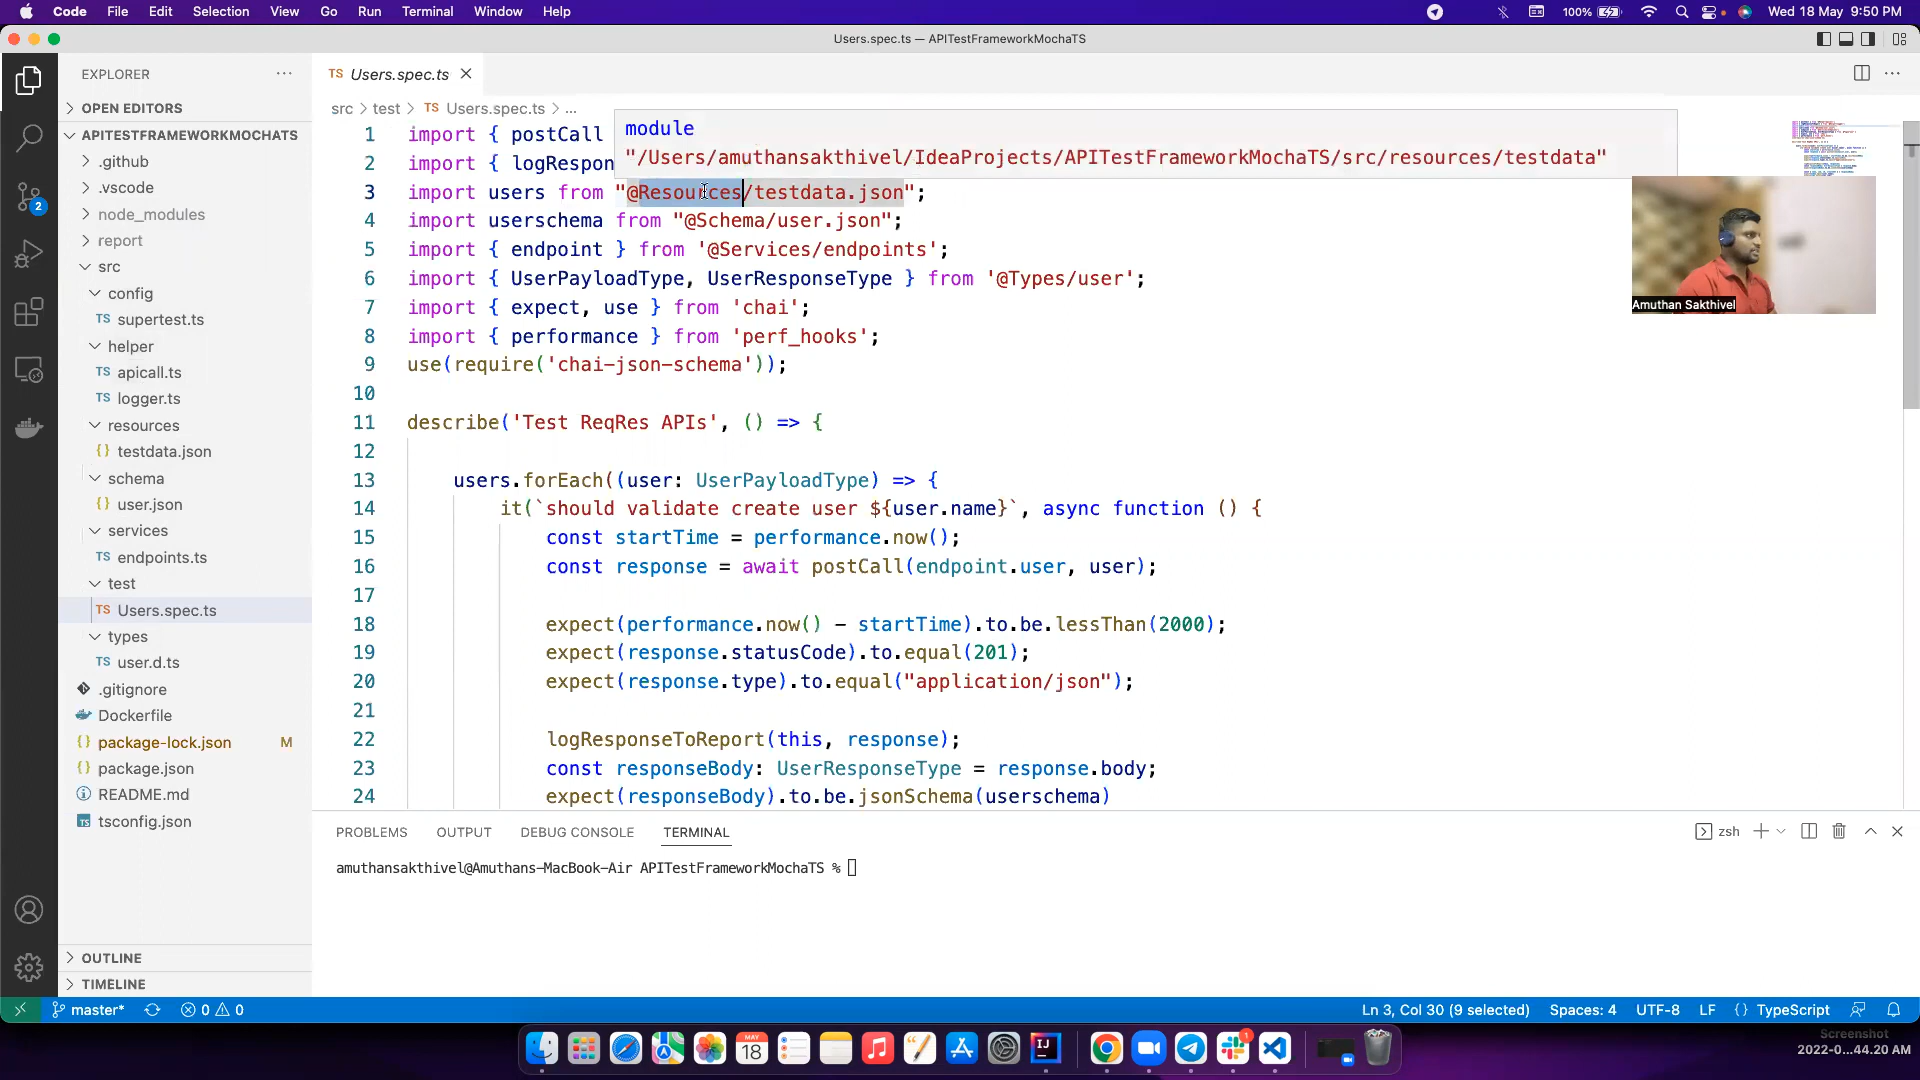 Code File Edit Selection View Go Run Terminal Window Help 100% Wed 18 May 9:50 PM
Users.spec.ts — APITestFrameworkMochaTS
EXPLORER
OPEN EDITORS
APITESTFRAMEWORKMOCHATS
.github
.vscode
node_modules
report
src
config
TS supertest.ts
helper
TS apicall.ts
TS logger.ts
resources
{} testdata.json
schema
{} user.json
services
TS endpoints.ts
test
TS Users.spec.ts
types
TS user.d.ts
.gitignore
Dockerfile
{} package-lock.json M
{} package.json
README.md
TS tsconfig.json
OUTLINE
TIMELINE
2
TS Users.spec.ts
src > test > TS Users.spec.ts > ...
module
"/Users/amuthansakthivel/IdeaProjects/APITestFrameworkMochaTS/src/resources/testdata"
1 import { postCall
2 import { logRespon
3 import users from "@Resources/testdata.json";
4 import userschema from "@Schema/user.json";
5 import { endpoint } from '@Services/endpoints';
6 import { UserPayloadType, UserResponseType } from '@Types/user';
7 import { expect, use } from 'chai';
8 import { performance } from 'perf_hooks';
9 use(require('chai-json-schema'));
10
11 describe('Test ReqRes APIs', () => {
12
13 users.forEach((user: UserPayloadType) => {
14 it(`should validate create user ${user.name}`, async function () {
15 const startTime = performance.now();
16 const response = await postCall(endpoint.user, user);
17
18 expect(performance.now() - startTime).to.be.lessThan(2000);
19 expect(response.statusCode).to.equal(201);
20 expect(response.type).to.equal("application/json");
21
22 logResponseToReport(this, response);
23 const responseBody: UserResponseType = response.body;
24 expect(responseBody).to.be.jsonSchema(userschema)
Amuthan Sakthivel
PROBLEMS OUTPUT DEBUG CONSOLE TERMINAL zsh
amuthansakthivel@Amuthans-MacBook-Air APITestFrameworkMochaTS %
master* 0 0 Ln 3, Col 30 (9 selected) Spaces: 4 UTF-8 LF {} TypeScript
MAY
18
IJ
1
Screenshot
2022-0...44.20 AM